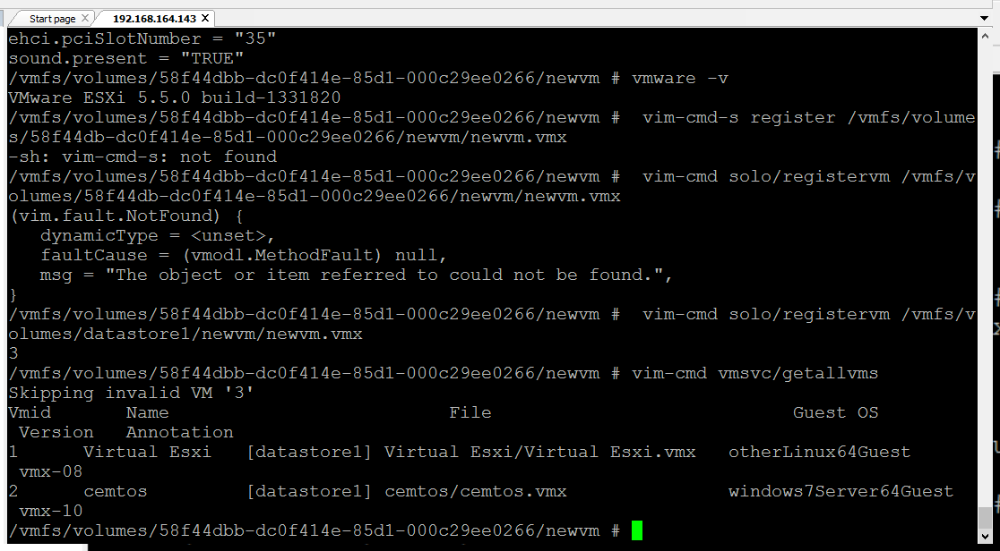 Start page
192.168.164.143
ehci.pciSlotNumber = "35"
sound.present = "TRUE"
/vmfs/volumes/58f44dbb-dc0f414e-85d1-000c29ee0266/newvm # vmware -v
VMware ESXi 5.5.0 build-1331820
/vmfs/volumes/58f44dbb-dc0f414e-85d1-000c29ee0266/newvm #  vim-cmd-s register /vmfs/volume
s/58f44db-dc0f414e-85d1-000c29ee0266/newvm/newvm.vmx
-sh: vim-cmd-s: not found
/vmfs/volumes/58f44dbb-dc0f414e-85d1-000c29ee0266/newvm #  vim-cmd solo/registervm /vmfs/v
olumes/58f44db-dc0f414e-85d1-000c29ee0266/newvm/newvm.vmx
(vim.fault.NotFound) {
   dynamicType = <unset>,
   faultCause = (vmodl.MethodFault) null,
   msg = "The object or item referred to could not be found.",
}
/vmfs/volumes/58f44dbb-dc0f414e-85d1-000c29ee0266/newvm #  vim-cmd solo/registervm /vmfs/v
olumes/datastore1/newvm/newvm.vmx
3
/vmfs/volumes/58f44dbb-dc0f414e-85d1-000c29ee0266/newvm # vim-cmd vmsvc/getallvms
Skipping invalid VM '3'
Vmid       Name                          File                            Guest OS
 Version   Annotation
1      Virtual Esxi   [datastore1] Virtual Esxi/Virtual Esxi.vmx   otherLinux64Guest
 vmx-08
2      cemtos         [datastore1] cemtos/cemtos.vmx               windows7Server64Guest
 vmx-10
/vmfs/volumes/58f44dbb-dc0f414e-85d1-000c29ee0266/newvm #